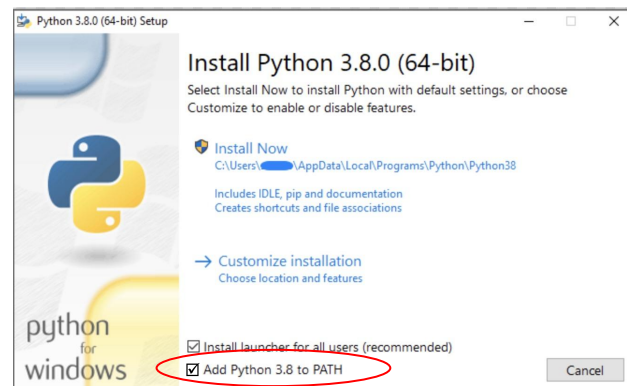 Python 3.8.0 (64-bit) Setup
Install Python 3.8.0 (64-bit)
Select Install Now to install Python with default settings, or choose
Customize to enable or disable features.
Install Now
C:\Users\ \AppData\Local\Programs\Python\Python38
Includes IDLE, pip and documentation
Creates shortcuts and file associations
→ Customize installation
Choose location and features
python
for
windows
Install launcher for all users (recommended)
Add Python 3.8 to PATH
Cancel